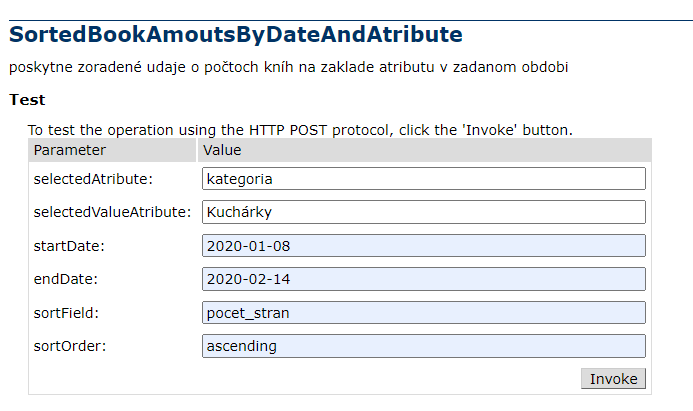 SortedBookAmoutsByDateAndAtribute
poskytne zoradené udaje o počtoch kníh na zaklade atributu v zadanom obdobi
Test
To test the operation using the HTTP POST protocol, click the 'Invoke' button.
Parameter Value
selectedAtribute: kategoria
selectedValueAtribute: Kuchárky
startDate: 2020-01-08
endDate: 2020-02-14
sortField: pocet_stran
sortOrder: ascending
Invoke